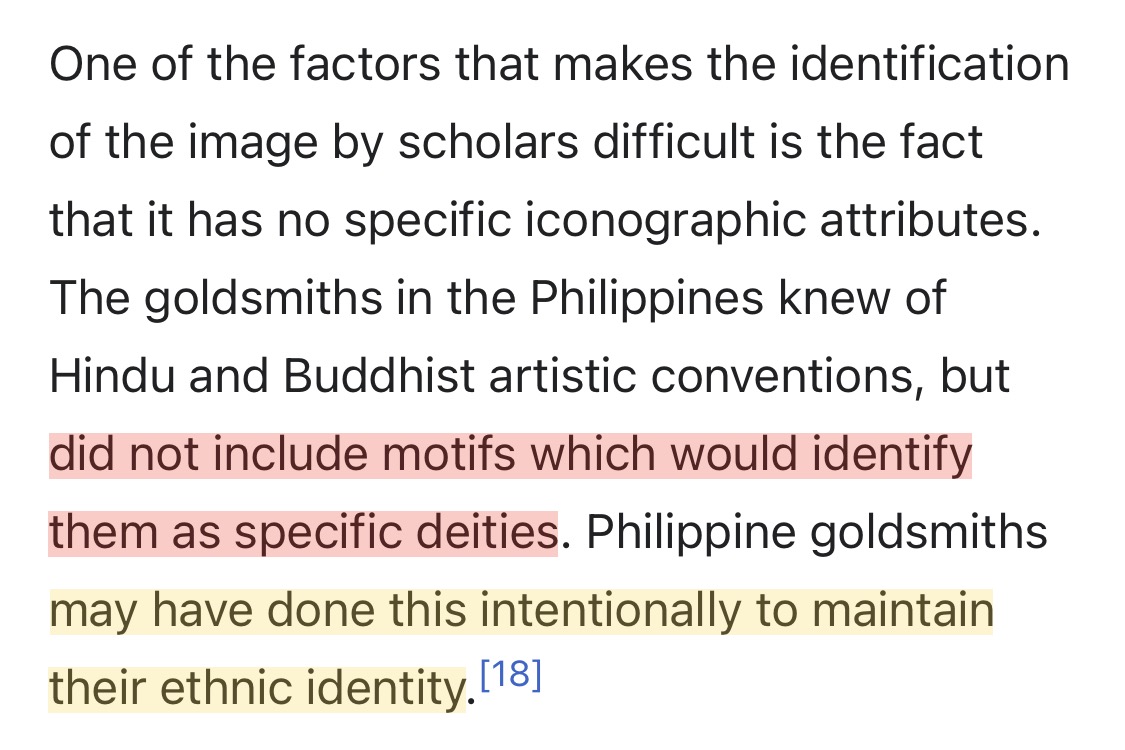 One of the factors that makes the identification
of the image by scholars difficult is the fact
that it has no specific iconographic attributes.
The goldsmiths in the Philippines knew of
Hindu and Buddhist artistic conventions, but
did not include motifs which would identify
them as specific deities. Philippine goldsmiths
may have done this intentionally to maintain
their ethnic identity.[18]